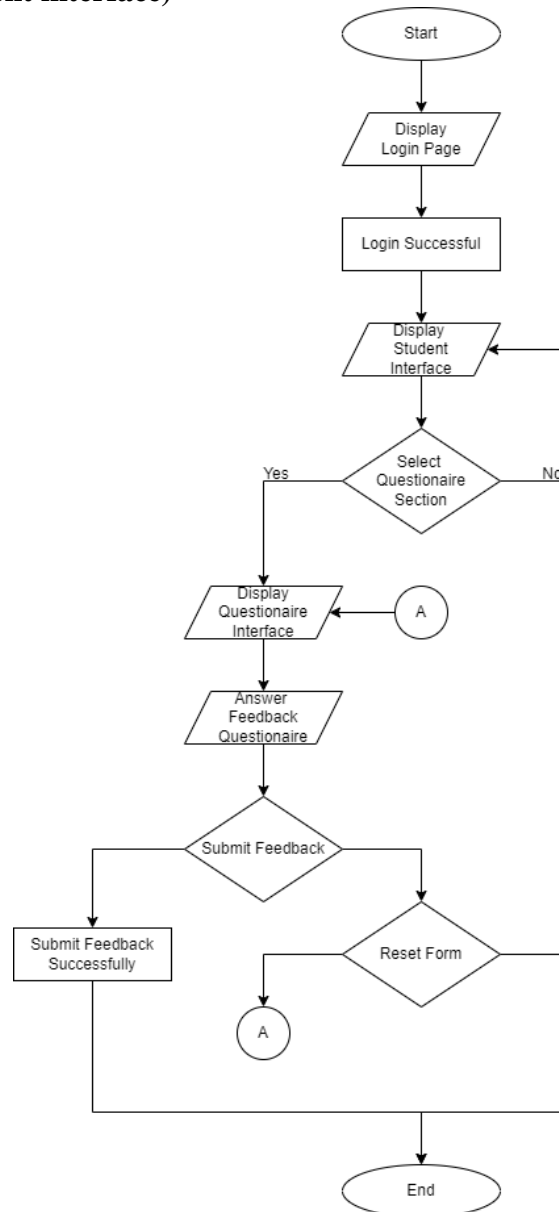 Start
Display
Login Page
Login Successful
Display
Student
Interface
Select
Questionaire
Section
Yes
No
Display
Questionaire
Interface
A
Answer
Feedback
Questionaire
Submit Feedback
Submit Feedback
Successfully
Reset Form
A
End